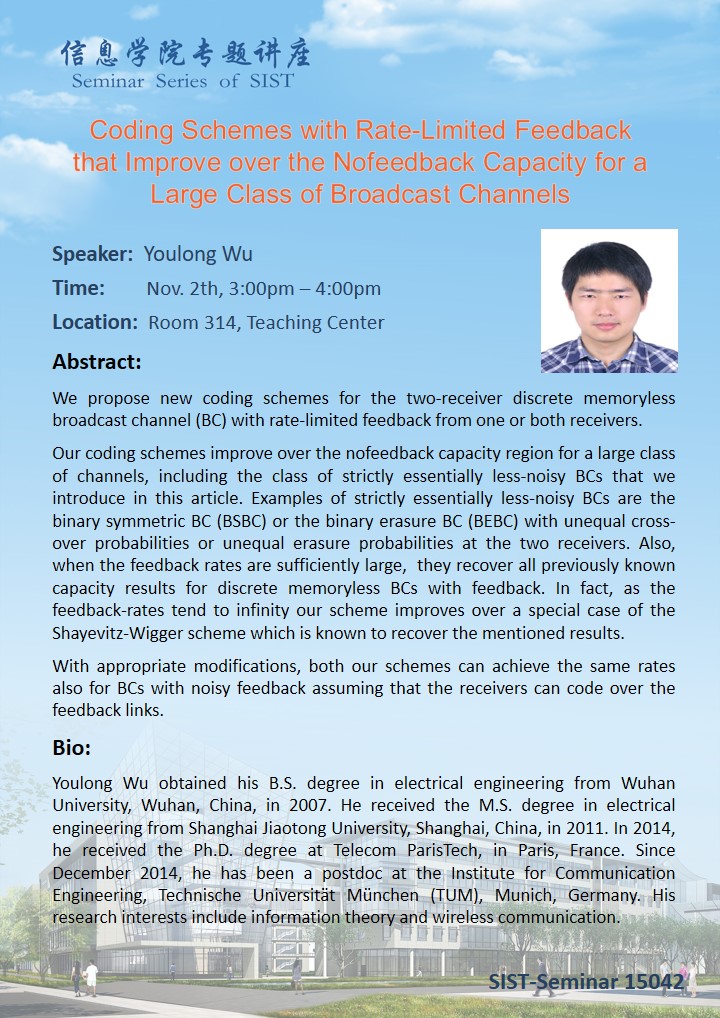 信息学院专题讲座
Seminar Series of SIST
Coding Schemes with Rate-Limited Feedback
that Improve over the Nofeedback Capacity for a
Large Class of Broadcast Channels
Speaker: Youlong Wu
Time: Nov. 2th, 3:00pm – 4:00pm
Location: Room 314, Teaching Center
Abstract:
We propose new coding schemes for the two-receiver discrete memoryless
broadcast channel (BC) with rate-limited feedback from one or both receivers.
Our coding schemes improve over the nofeedback capacity region for a large class
of channels, including the class of strictly essentially less-noisy BCs that we
introduce in this article. Examples of strictly essentially less-noisy BCs are the
binary symmetric BC (BSBC) or the binary erasure BC (BEBC) with unequal cross-
over probabilities or unequal erasure probabilities at the two receivers. Also,
when the feedback rates are sufficiently large, they recover all previously known
capacity results for discrete memoryless BCs with feedback. In fact, as the
feedback-rates tend to infinity our scheme improves over a special case of the
Shayevitz-Wigger scheme which is known to recover the mentioned results.
With appropriate modifications, both our schemes can achieve the same rates
also for BCs with noisy feedback assuming that the receivers can code over the
feedback links.
Bio:
Youlong Wu obtained his B.S. degree in electrical engineering from Wuhan
University, Wuhan, China, in 2007. He received the M.S. degree in electrical
engineering from Shanghai Jiaotong University, Shanghai, China, in 2011. In 2014,
he received the Ph.D. degree at Telecom ParisTech, in Paris, France. Since
December 2014, he has been a postdoc at the Institute for Communication
Engineering, Technische Universität München (TUM), Munich, Germany. His
research interests include information theory and wireless communication.
SIST-Seminar 15042